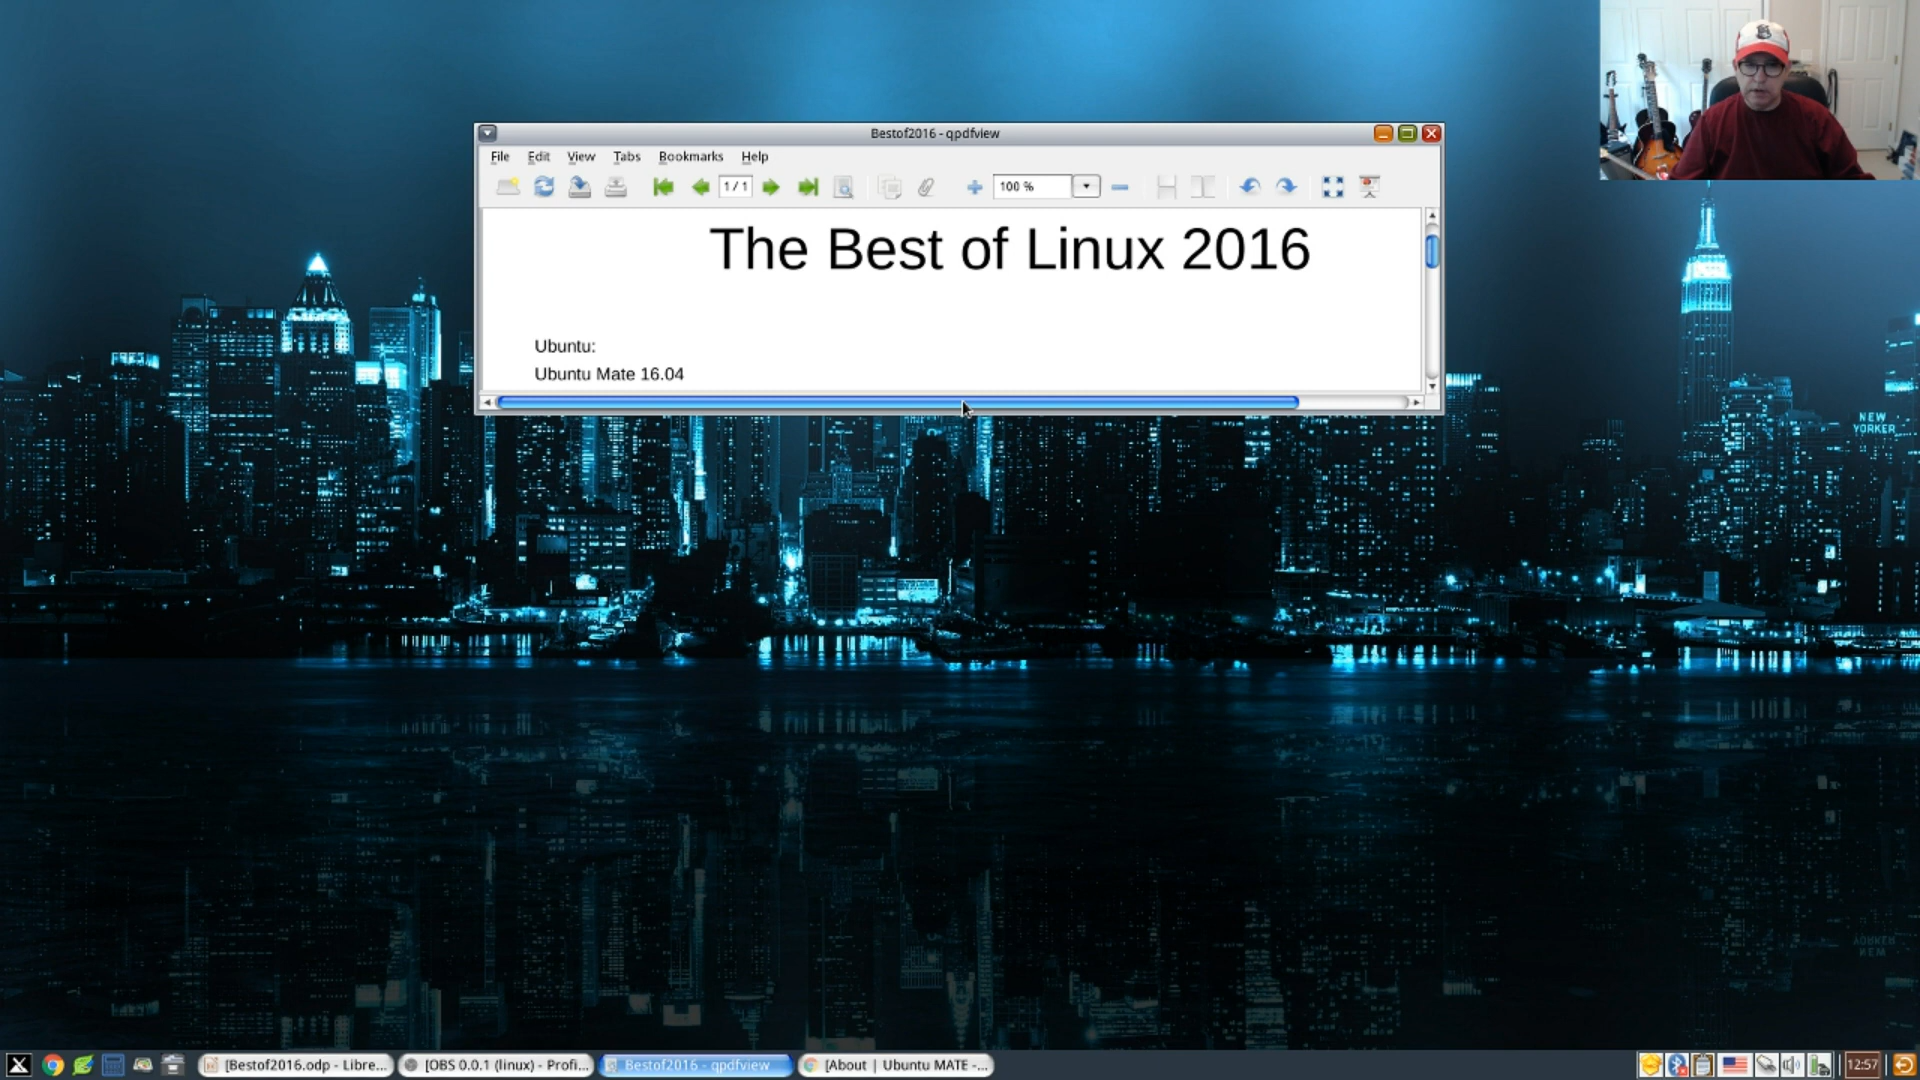 Bestof2016 - qpdfview
File Edit View Tabs Bookmarks Help
1 / 1
100 %
The Best of Linux 2016
Ubuntu:
Ubuntu Mate 16.04
NEW
YORKER
[Bestof2016.odp - Libre...
[OBS 0.0.1 (linux) - Profi...
Bestof2016 - qpdfview
[About | Ubuntu MATE -...
12:57